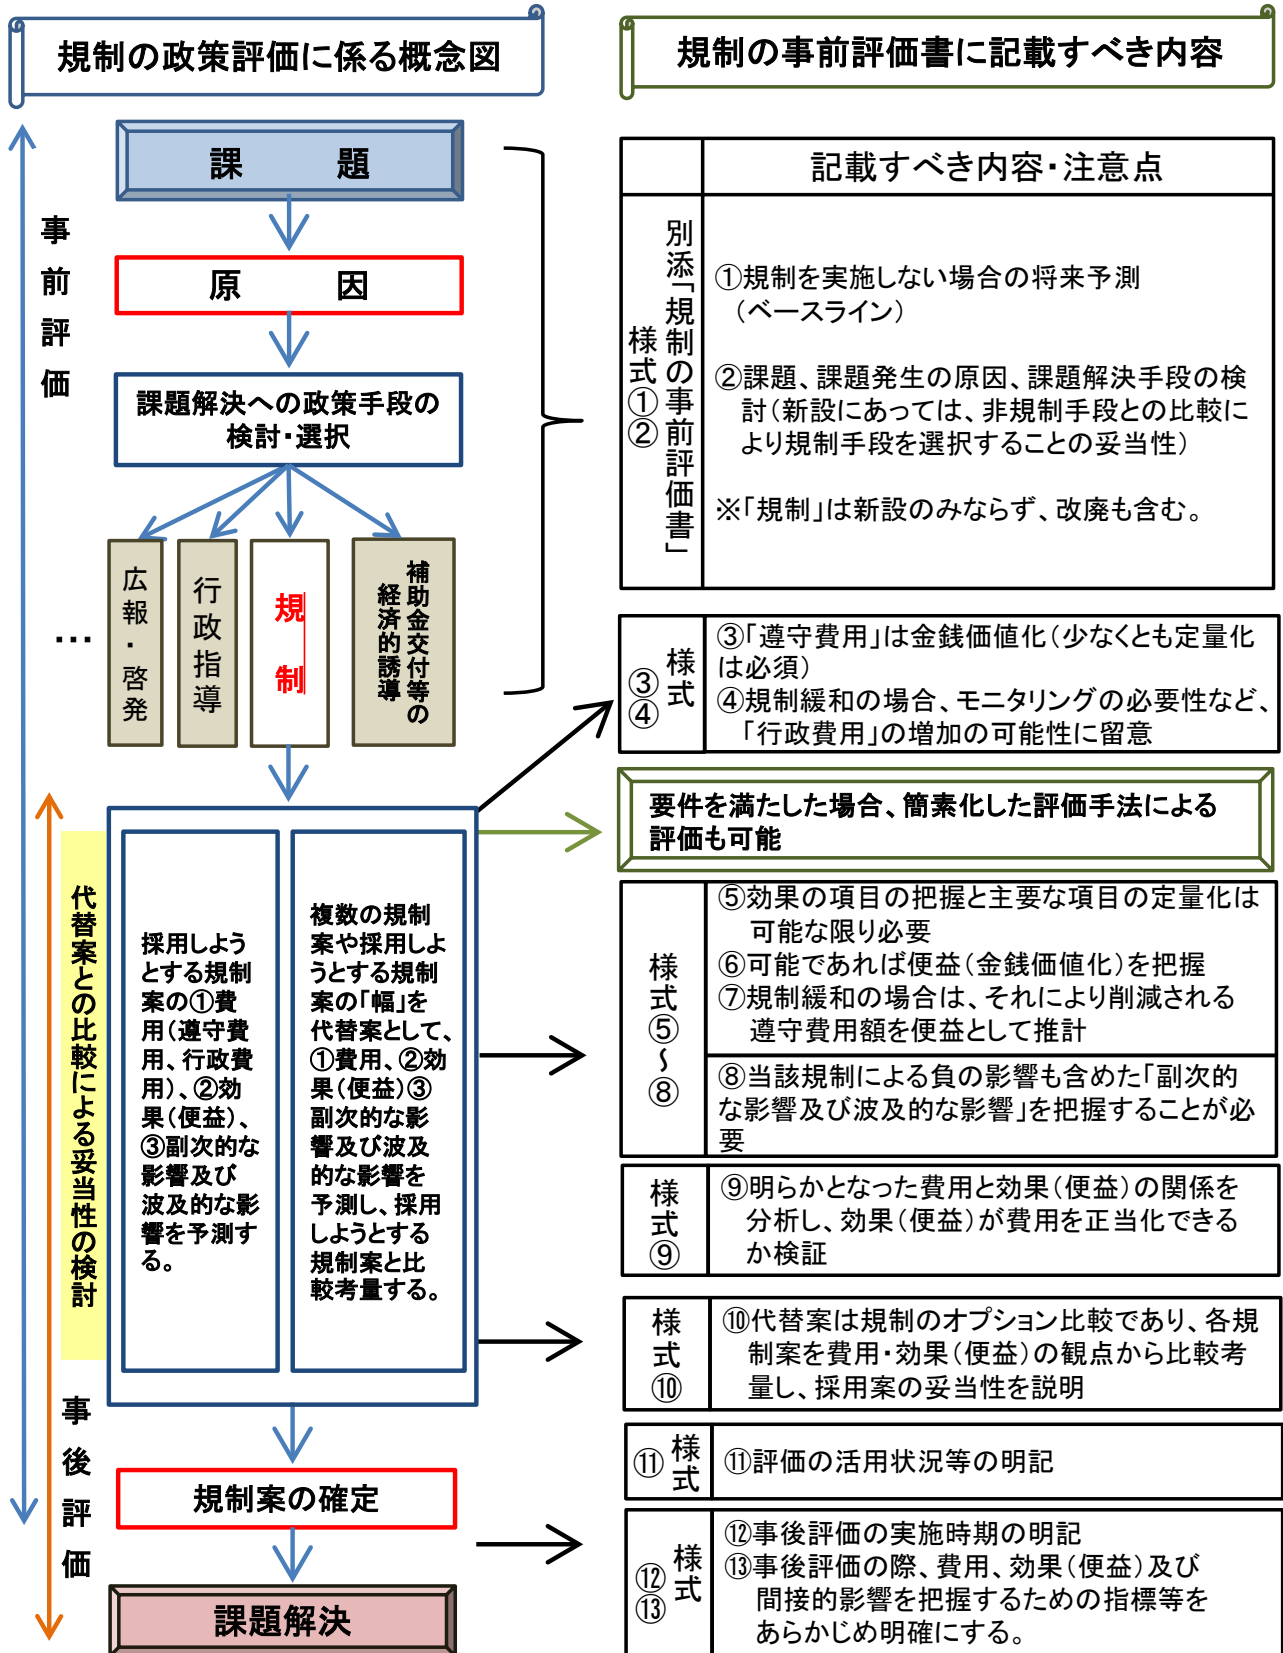 規制の政策評価に係る概念図
規制の事前評価書に記載すべき内容
事前評価
課　題
原　因
課題解決への政策手段の
検討・選択
…
広報・啓発
行政指導
規制
補助金交付等の
経済的誘導
代替案との比較による妥当性の検討
採用しよう
とする規制
案の①費
用(遵守費
用、行政費
用)、②効
果(便益)、
③副次的な
影響及び
波及的な影
響を予測す
る。
複数の規制
案や採用しよ
うとする規制
案の「幅」を
代替案として、
①費用、②効
果(便益)③
副次的な影
響及び波及
的な影響を
予測し、採用
しようとする
規制案と比
較考量する。
事後評価
規制案の確定
課題解決
記載すべき内容・注意点
別添「規制の事前評価書」
様式①②
①規制を実施しない場合の将来予測
(ベースライン)
②課題、課題発生の原因、課題解決手段の検
討(新設にあっては、非規制手段との比較に
より規制手段を選択することの妥当性)
※「規制」は新設のみならず、改廃も含む。
様式
③④
③「遵守費用」は金銭価値化(少なくとも定量化
は必須)
④規制緩和の場合、モニタリングの必要性など、
「行政費用」の増加の可能性に留意
要件を満たした場合、簡素化した評価手法による
評価も可能
様式⑤～⑧
⑤効果の項目の把握と主要な項目の定量化は
可能な限り必要
⑥可能であれば便益(金銭価値化)を把握
⑦規制緩和の場合は、それにより削減される
遵守費用額を便益として推計
⑧当該規制による負の影響も含めた「副次的
な影響及び波及的な影響」を把握することが必
要
様式⑨
⑨明らかとなった費用と効果(便益)の関係を
分析し、効果(便益)が費用を正当化できる
か検証
様式⑩
⑩代替案は規制のオプション比較であり、各規
制案を費用・効果(便益)の観点から比較考
量し、採用案の妥当性を説明
様式
⑪
⑪評価の活用状況等の明記
様式
⑫⑬
⑫事後評価の実施時期の明記
⑬事後評価の際、費用、効果(便益)及び
間接的影響を把握するための指標等を
あらかじめ明確にする。